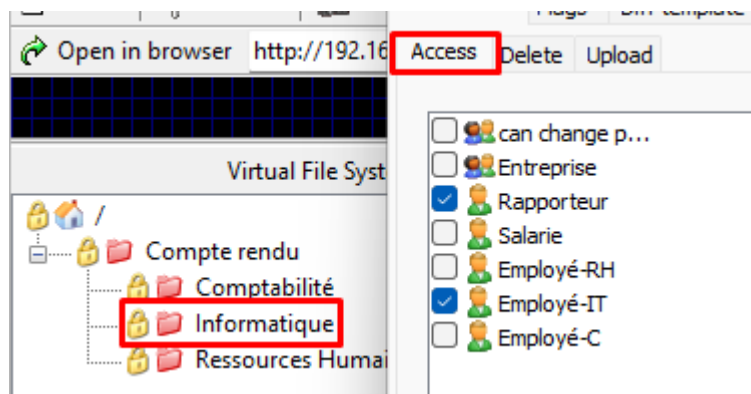 Open in browser http://192.16
Virtual File Syst
/
Compte rendu
Comptabilité
Informatique
Ressources Humai
Access Delete Upload
can change p...
Entreprise
Rapporteur
Salarie
Employé-RH
Employé-IT
Employé-C